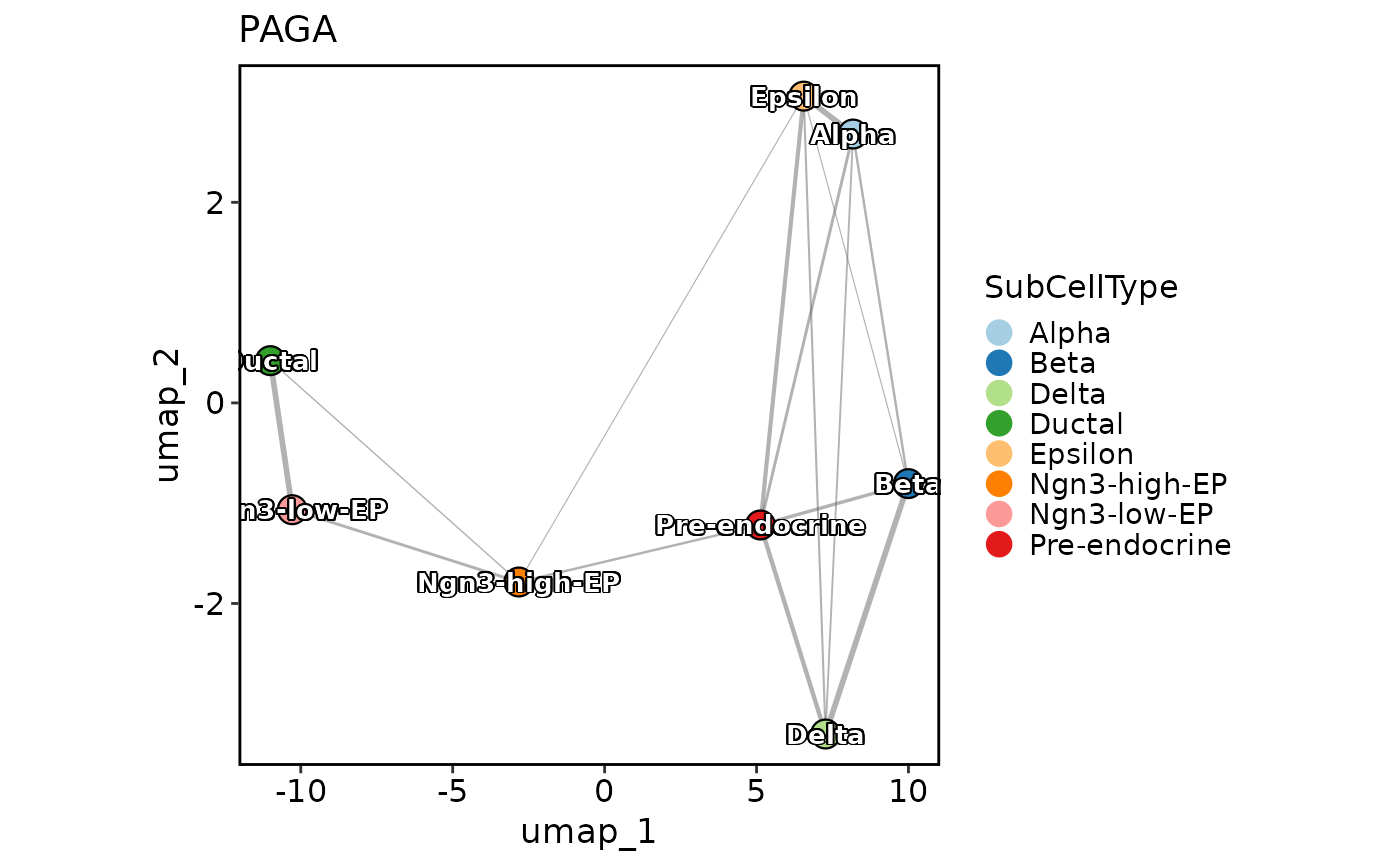 PAGA
Epsilon
Alpha
uctal
n3-low-EP
Ngn3-high-EP
Pre-endocrine
Beta
Delta
2
0
-2
-10
-5
0
5
10
umap_1
umap_2
SubCellType
Alpha
Beta
Delta
Ductal
Epsilon
Ngn3-high-EP
Ngn3-low-EP
Pre-endocrine